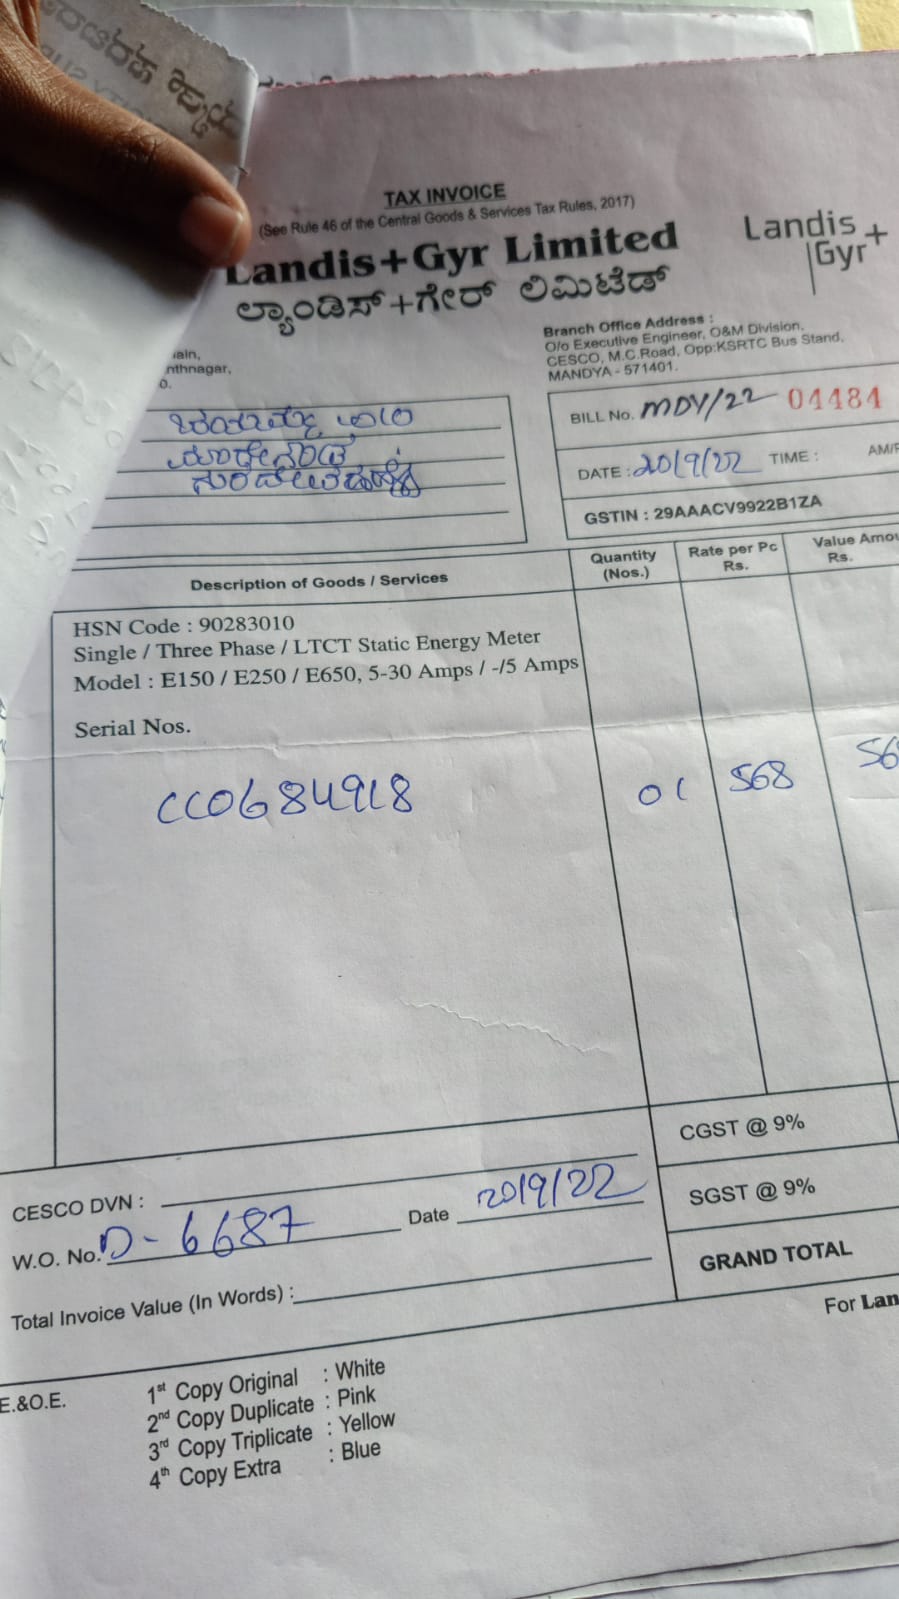 TAX INVOICE
(See Rule 46 of the Central Goods & Services Tax Rules, 2017)
Landis+Gyr Limited
Landis
Gyr+
ಲ್ಯಾಂಡಿಸ್+ಗೇರ್ ಲಿಮಿಟೆಡ್
Branch Office Address :
O/o Executive Engineer, O&M Division,
CESCO, M.C.Road, Opp:KSRTC Bus Stand,
MANDYA - 571401.
BILL No. MDY/22 04484
DATE : 20/9/22 TIME :
GSTIN : 29AAACV9922B1ZA
Description of Goods / Services
Quantity (Nos.)
Rate per Pc Rs.
Value Rs.
HSN Code : 90283010
Single / Three Phase / LTCT Static Energy Meter
Model : E150 / E250 / E650, 5-30 Amps / -/5 Amps
Serial Nos.
CC0684918 01 568
CGST @ 9%
CESCO DVN :
SGST @ 9%
W.O. No. D-6687 Date 20/9/22
GRAND TOTAL
Total Invoice Value (In Words) :
For
E.&O.E.
1st Copy Original : White
2nd Copy Duplicate : Pink
3rd Copy Triplicate : Yellow
4th Copy Extra : Blue